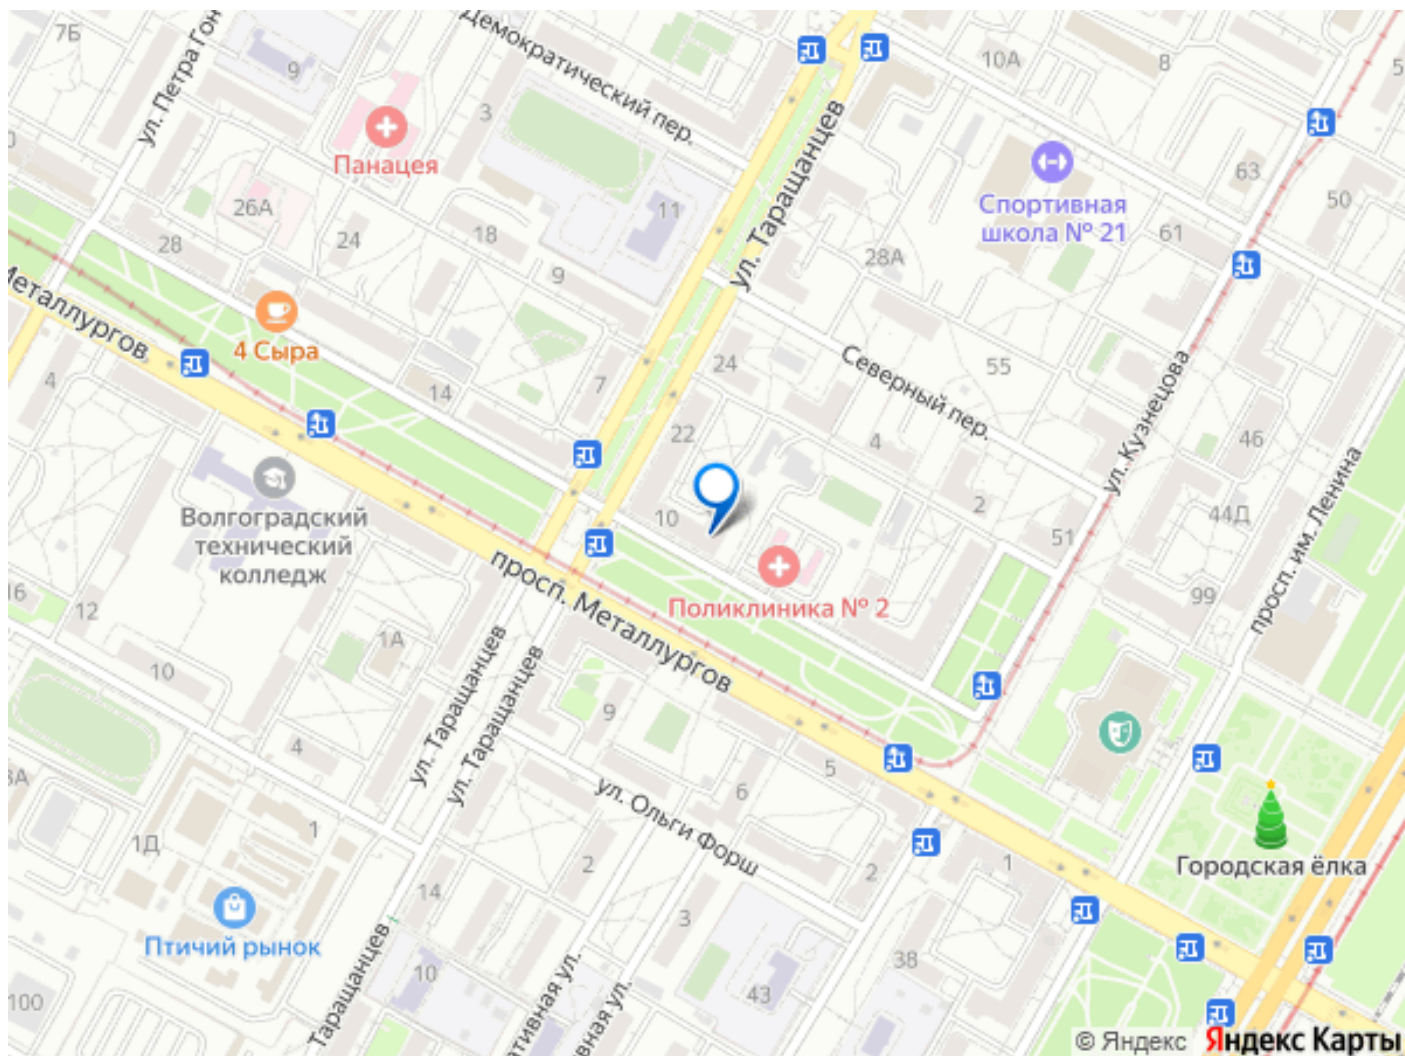 7Б
9
ул. Петра Гон
Демократический пер.
3
Панацея
26А
28
24
18
9
11
ул. Таращанцев
10А
8
5
63
50
61
Спортивная
школа № 21
28А
Металлургов
4 Сыра
4
14
7
24
22
Северный пер.
55
4
2
ул. Кузнецова
46
44Д
51
просп. им. Ленина
99
Волгоградский
технический
колледж
10
Поликлиника № 2
просп. Металлургов
16
12
1А
10
ул. Таращанцев
ул. Таращанцев
9
4
5
6
ул. Ольги Форш
2
2
1
3
38
43
1Д
1
14
Птичий рынок
Таращанцев
10
100
Городская ёлка
© Яндекс
Яндекс Карты